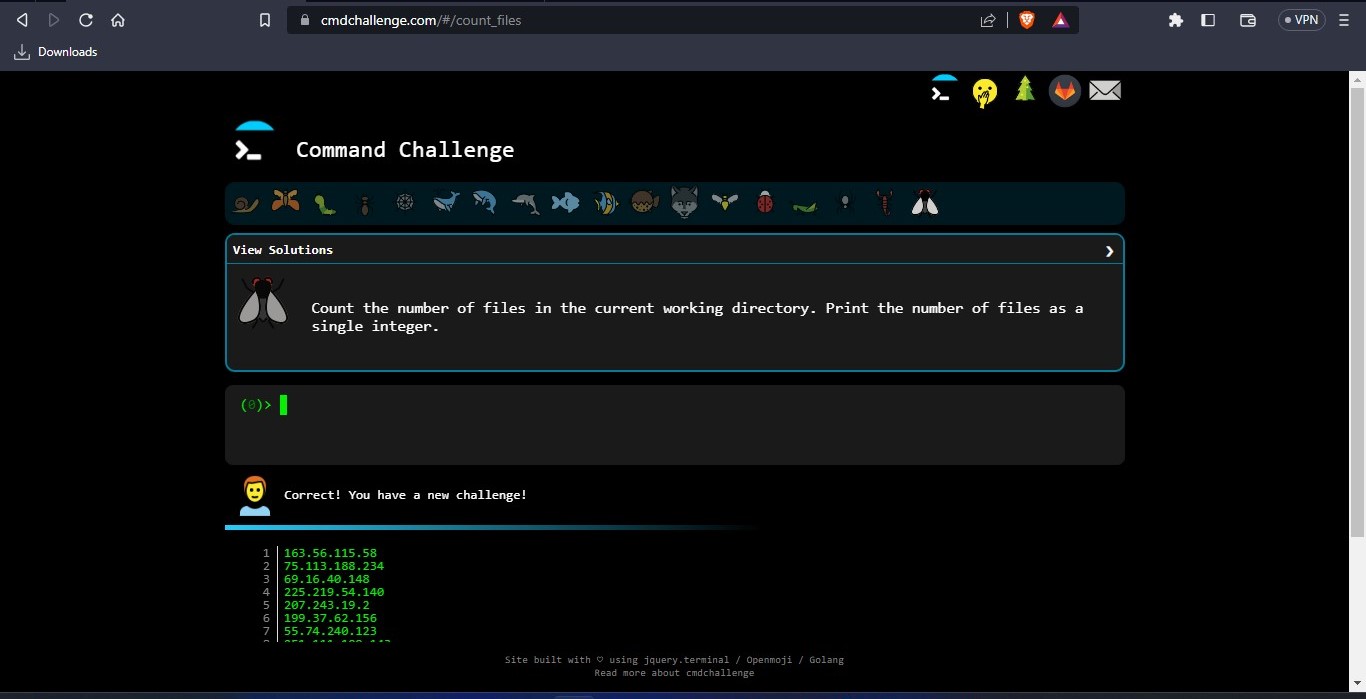 cmdchallenge.com/#/count_files
VPN
Downloads
Command Challenge
View Solutions
Count the number of files in the current working directory. Print the number of files as a
single integer.
(0)>
Correct! You have a new challenge!
1 163.56.115.58
2 75.113.188.234
3 69.16.40.148
4 225.219.54.140
5 207.243.19.2
6 199.37.62.156
7 55.74.240.123
Site built with ♡ using jquery.terminal / Openmoji / Golang
Read more about cmdchallenge